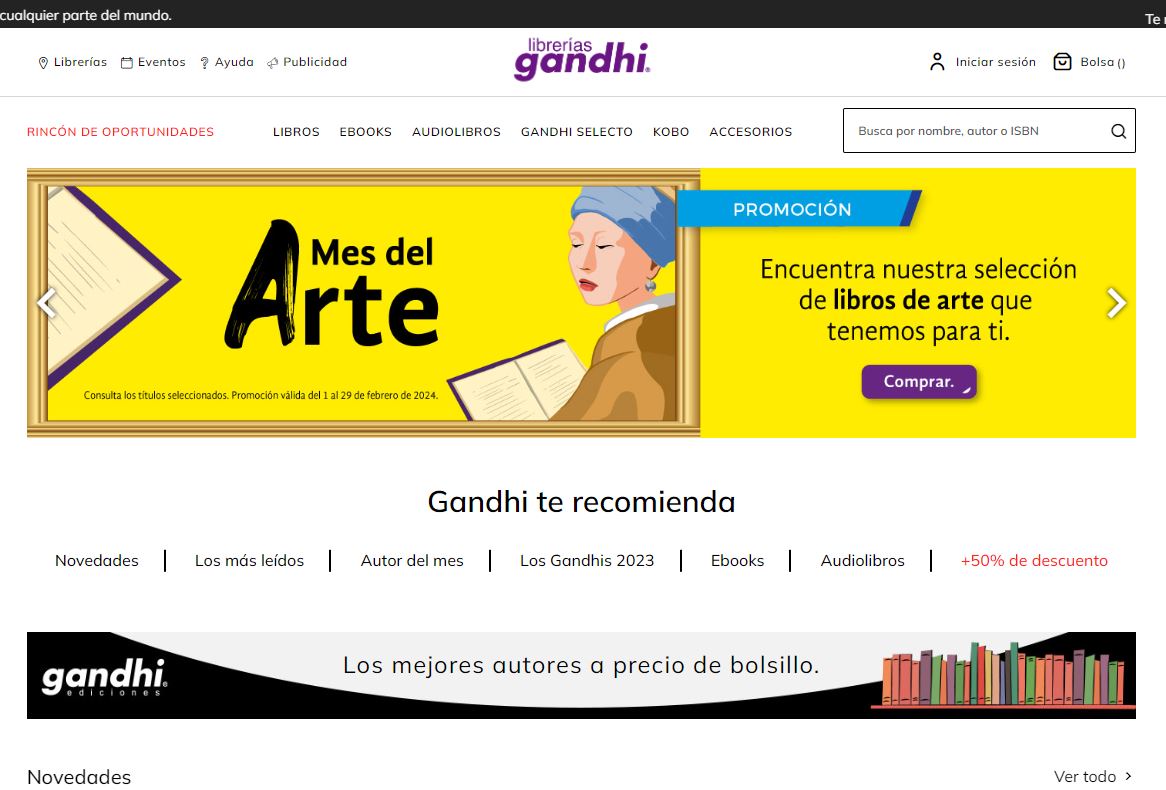 cualquier parte del mundo.
Te
Librerías Eventos Ayuda Publicidad
librerías
gandhi.
Iniciar sesión Bolsa ()
RINCÓN DE OPORTUNIDADES LIBROS EBOOKS AUDIOLIBROS GANDHI SELECTO KOBO ACCESORIOS
Busca por nombre, autor o ISBN
Mes del
Arte
Consulta los títulos seleccionados. Promoción válida del 1 al 29 de febrero de 2024.
PROMOCIÓN
Encuentra nuestra selección
de libros de arte que
tenemos para ti.
Comprar.
Gandhi te recomienda
Novedades | Los más leídos | Autor del mes | Los Gandhis 2023 | Ebooks | Audiolibros | +50% de descuento
gandhi.
ediciones
Los mejores autores a precio de bolsillo.
Novedades
Ver todo